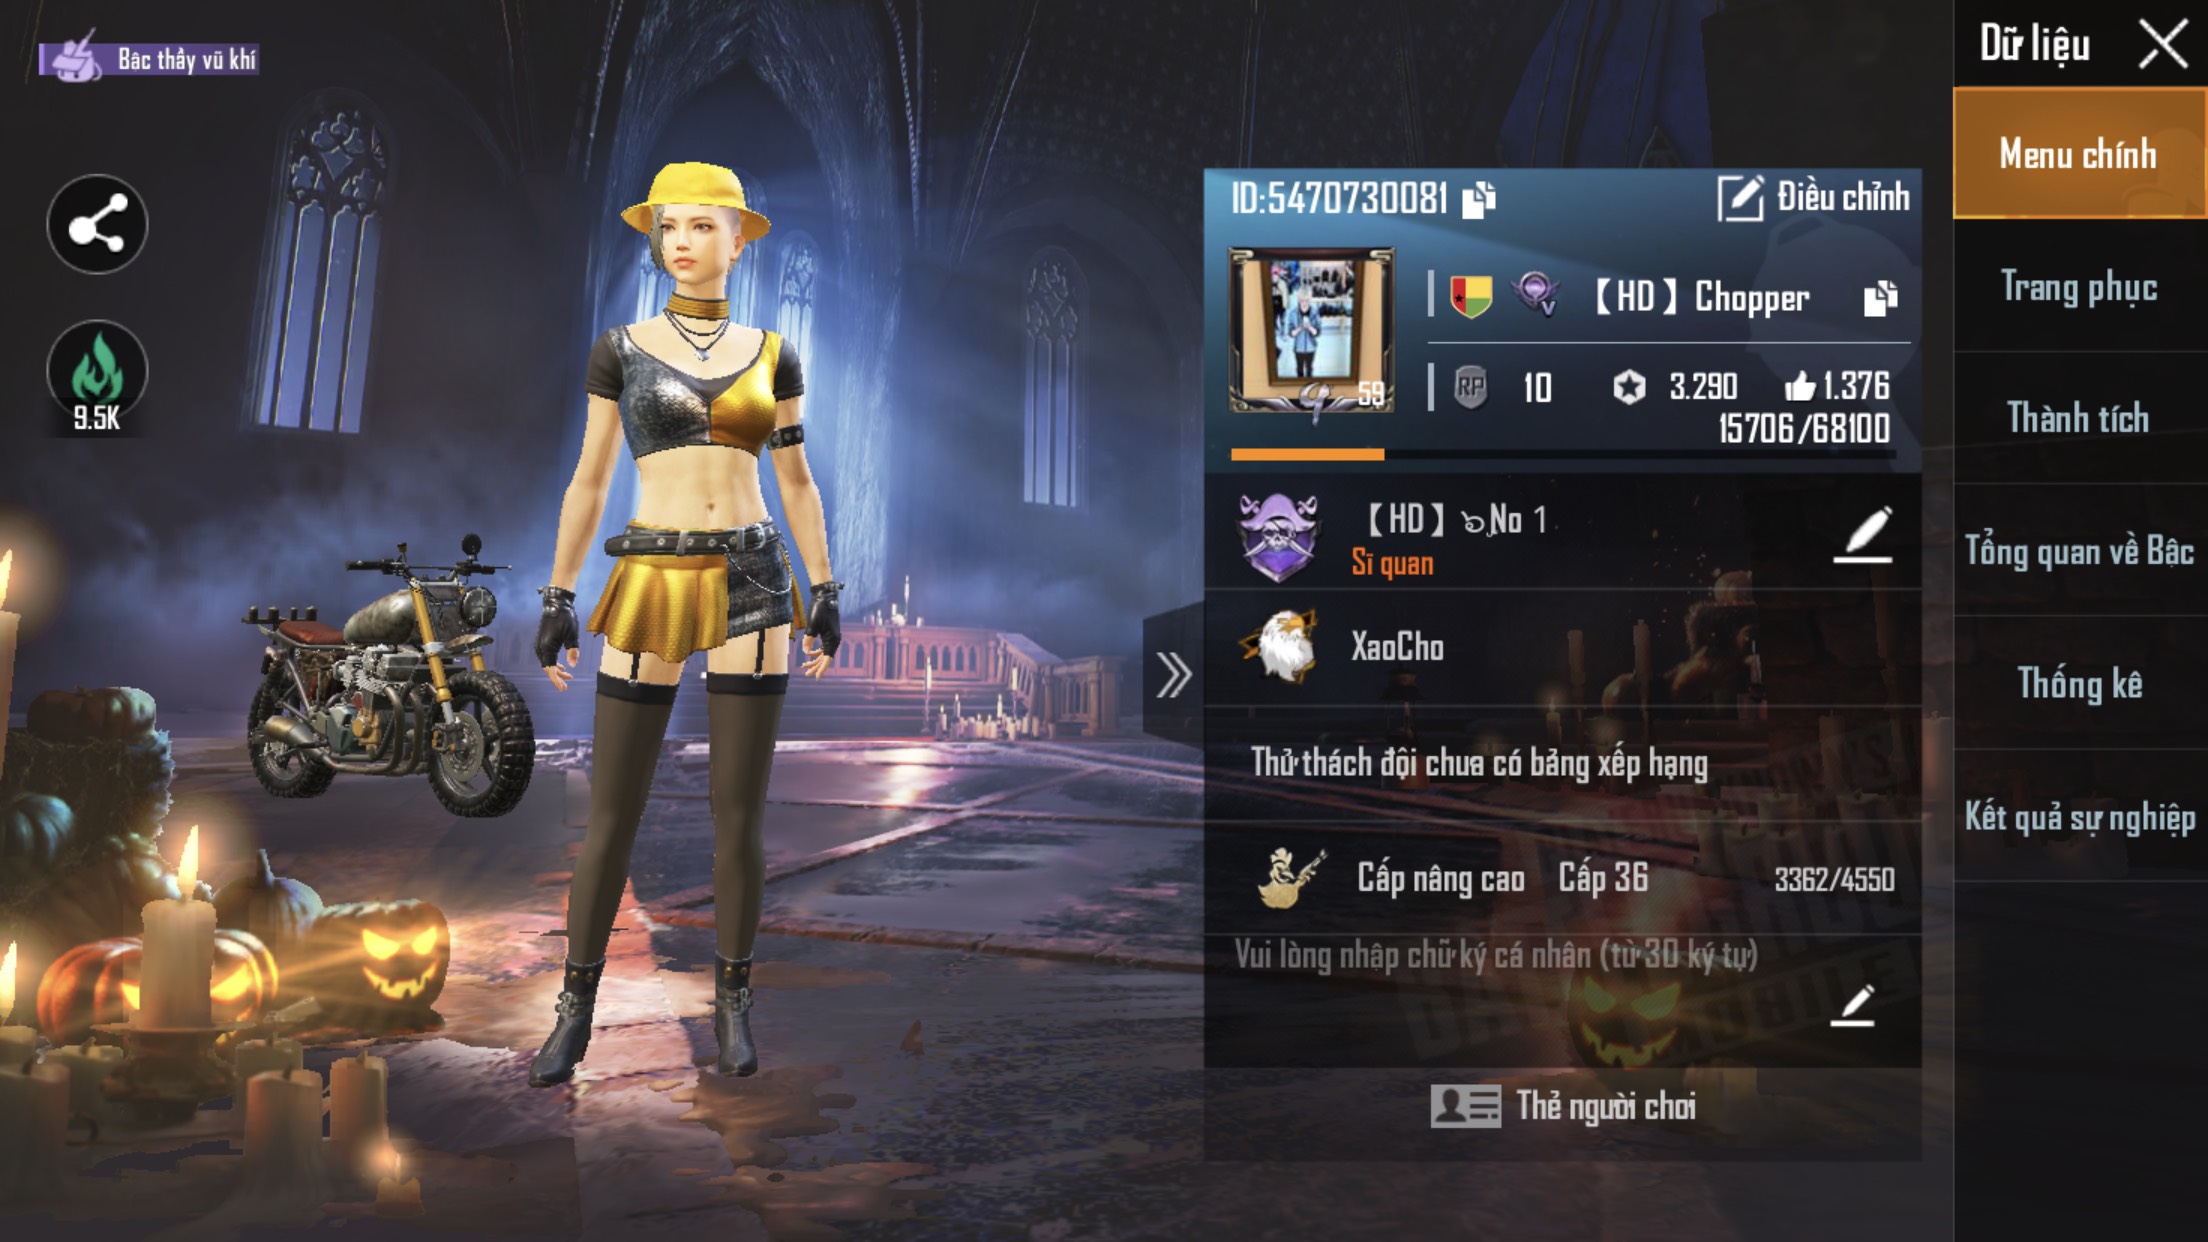 Bậc thầy vũ khí
9.5K
ID:5470730081
Điều chỉnh
【HD】Chopper
59
RP 10 3.290 1.376
15706/68100
【HD】৬No 1
Sĩ quan
XaoCho
Thử thách đội chưa có bảng xếp hạng
Cấp nâng cao Cấp 36 3362/4550
Vui lòng nhập chữ ký cá nhân (từ 30 ký tự)
Thẻ người chơi
Dữ liệu
Menu chính
Trang phục
Thành tích
Tổng quan về Bậc
Thống kê
Kết quả sự nghiệp